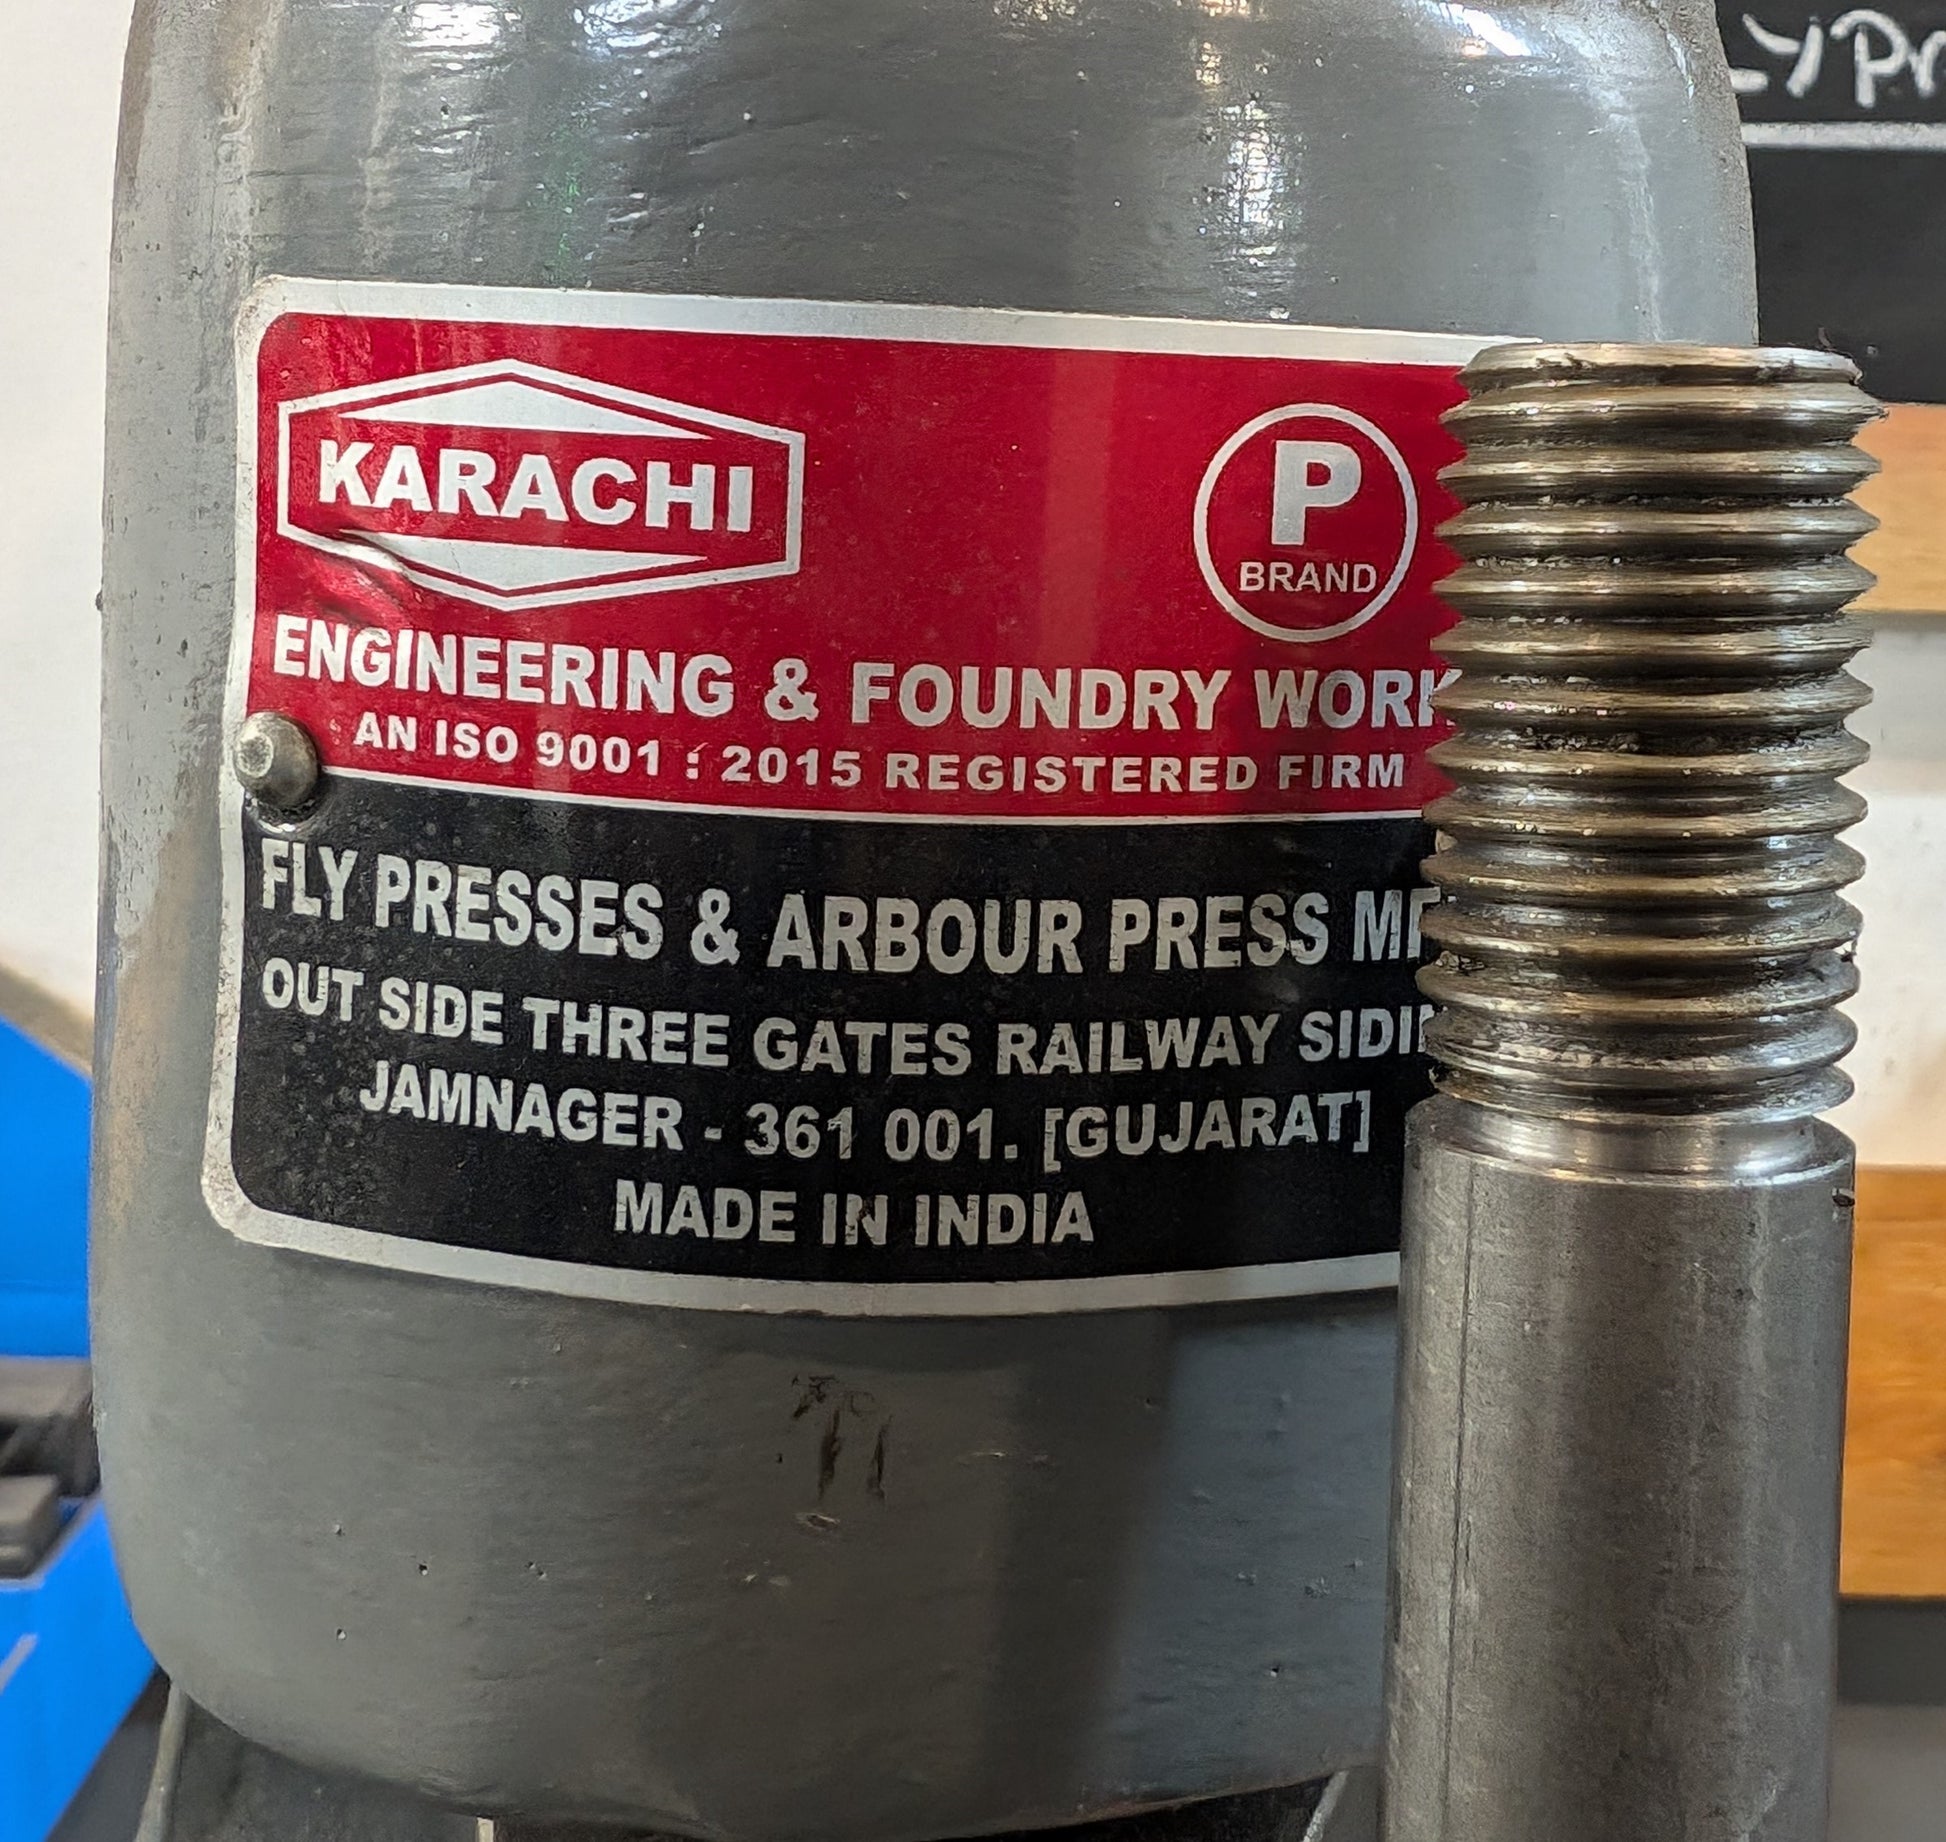 KARACHI
P
BRAND
ENGINEERING & FOUNDRY WORK
AN ISO 9001 : 2015 REGISTERED FIRM
FLY PRESSES & ARBOUR PRESS
OUT SIDE THREE GATES RAILWAY
JAMNAGER - 361 001. [GUJARAT]
MADE IN INDIA